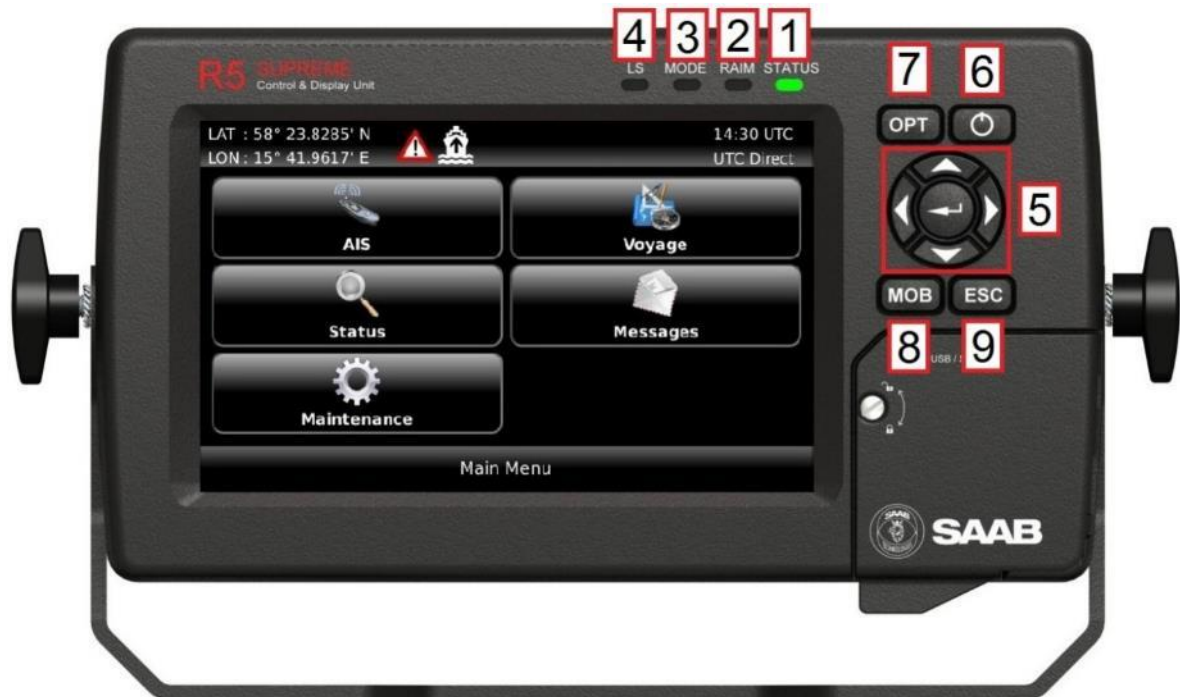 4 3 2 1
LS MODE RAIM STATUS
R5 SUPREME
Control & Display Unit
7 6
OPT
LAT : 58° 23.8285' N
LON : 15° 41.9617' E
14:30 UTC
UTC Direct
5
AIS
Voyage
Status
Messages
Maintenance
Main Menu
MOB ESC
8 9
USB /
SAAB
SAAB